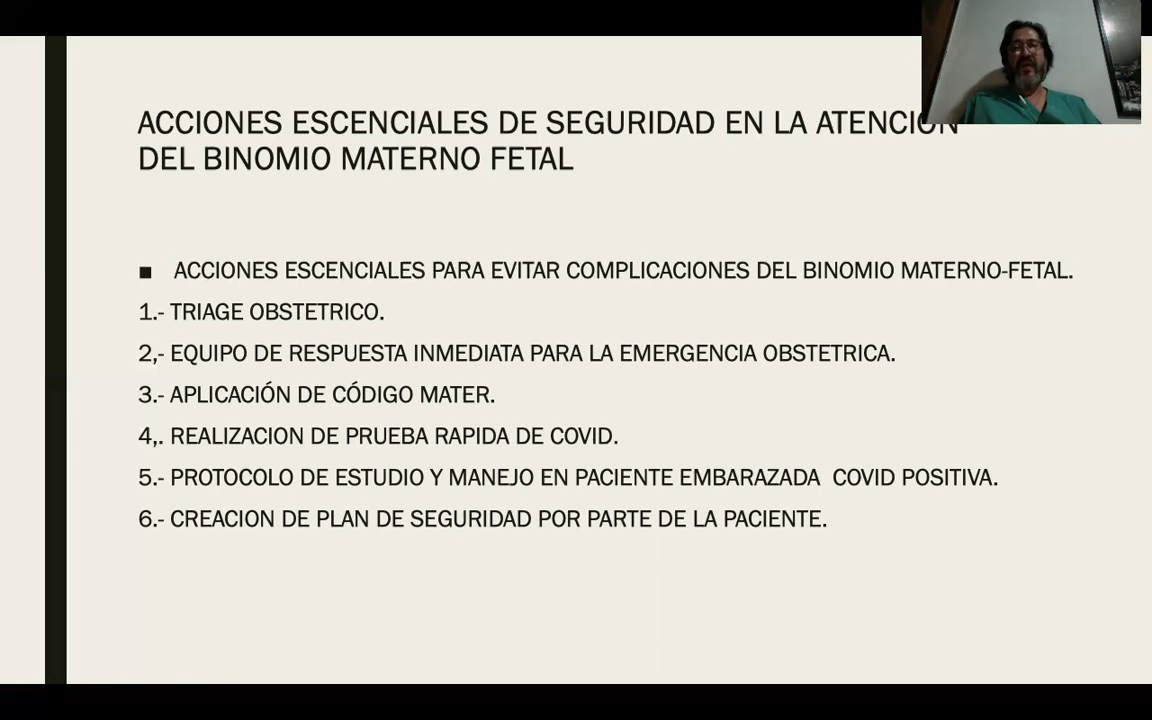 ACCIONES ESCENCIALES DE SEGURIDAD EN LA ATENCION
DEL BINOMIO MATERNO FETAL
■ ACCIONES ESCENCIALES PARA EVITAR COMPLICACIONES DEL BINOMIO MATERNO-FETAL.
1.- TRIAGE OBSTETRICO.
2,- EQUIPO DE RESPUESTA INMEDIATA PARA LA EMERGENCIA OBSTETRICA.
3.- APLICACIÓN DE CÓDIGO MATER.
4,. REALIZACION DE PRUEBA RAPIDA DE COVID.
5.- PROTOCOLO DE ESTUDIO Y MANEJO EN PACIENTE EMBARAZADA  COVID POSITIVA.
6.- CREACION DE PLAN DE SEGURIDAD POR PARTE DE LA PACIENTE.